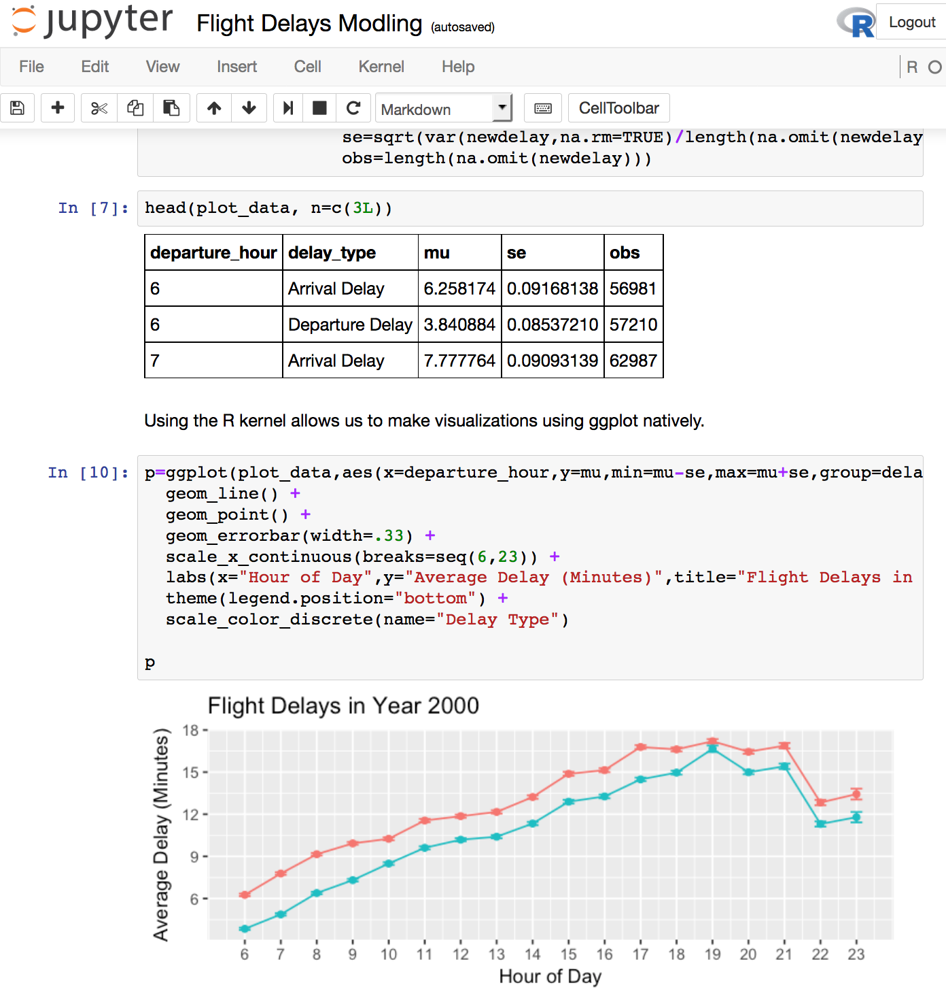 jupyter Flight Delays Modling (autosaved) R Logout
File Edit View Insert Cell Kernel Help R
Markdown CellToolbar
se=sqrt(var(newdelay,na.rm=TRUE)/length(na.omit(newdelay
obs=length(na.omit(newdelay)))
In [7]: head(plot_data, n=c(3L))
departure_hour delay_type mu se obs
6 Arrival Delay 6.258174 0.09168138 56981
6 Departure Delay 3.840884 0.08537210 57210
7 Arrival Delay 7.777764 0.09093139 62987
Using the R kernel allows us to make visualizations using ggplot natively.
In [10]: p=ggplot(plot_data,aes(x=departure_hour,y=mu,min=mu-se,max=mu+se,group=dela
geom_line() +
geom_point() +
geom_errorbar(width=.33) +
scale_x_continuous(breaks=seq(6,23)) +
labs(x="Hour of Day",y="Average Delay (Minutes)",title="Flight Delays in
theme(legend.position="bottom") +
scale_color_discrete(name="Delay Type")
p
Flight Delays in Year 2000
Average Delay (Minutes)
18
15
12
9
6
6 7 8 9 10 11 12 13 14 15 16 17 18 19 20 21 22 23
Hour of Day